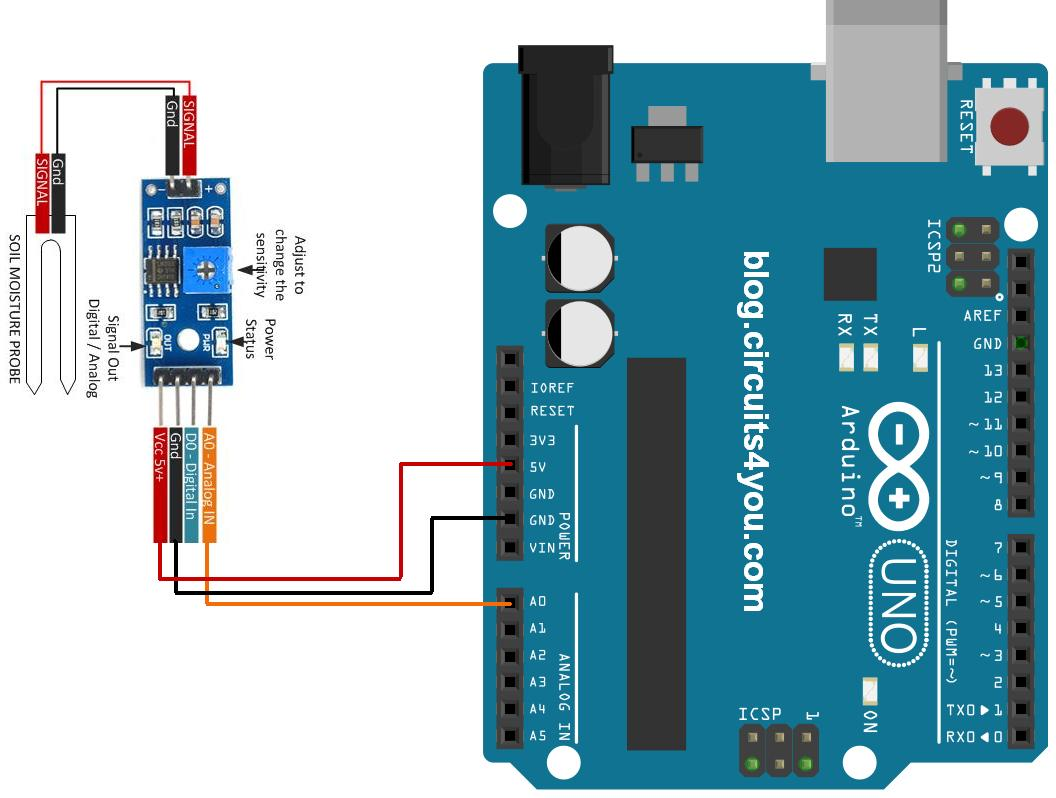 SIGNAL
Gnd
SIGNAL
Gnd
SOIL MOISTURE PROBE
- +
Adjust to
change the
sensitivity
Power
Status
Signal Out
Digital / Analog
OUT
PWR
Vcc 5v+
Gnd
D0 - Digital In
A0 - Analog IN
RESET
ICSP2
blog.circuits4you.com
RX
TX
L
Arduino™
UNO
ON
ICSP
1
IOREF
RESET
3V3
5V
GND
GND
VIN
POWER
A0
A1
A2
A3
A4
A5
ANALOG IN
AREF
GND
13
12
~11
~10
~9
8
7
~6
~5
4
~3
2
TX0▶1
RX0◀0
DIGITAL (PWM=~)